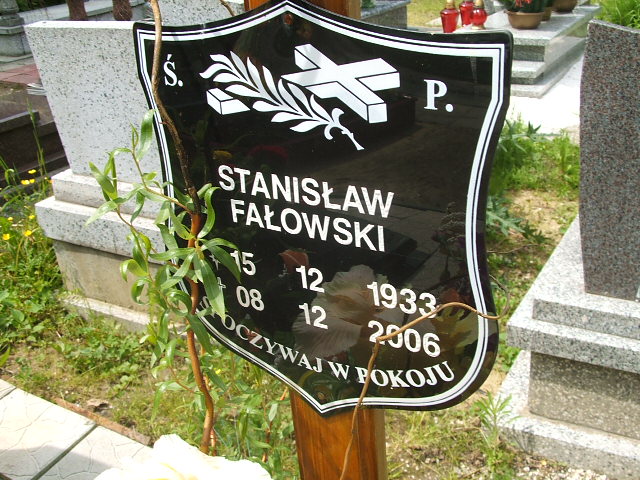 Ś. P.
STANISŁAW
FAŁOWSKI
15 12 1933
08 12 2006
SPOCZYWAJ W POKOJU